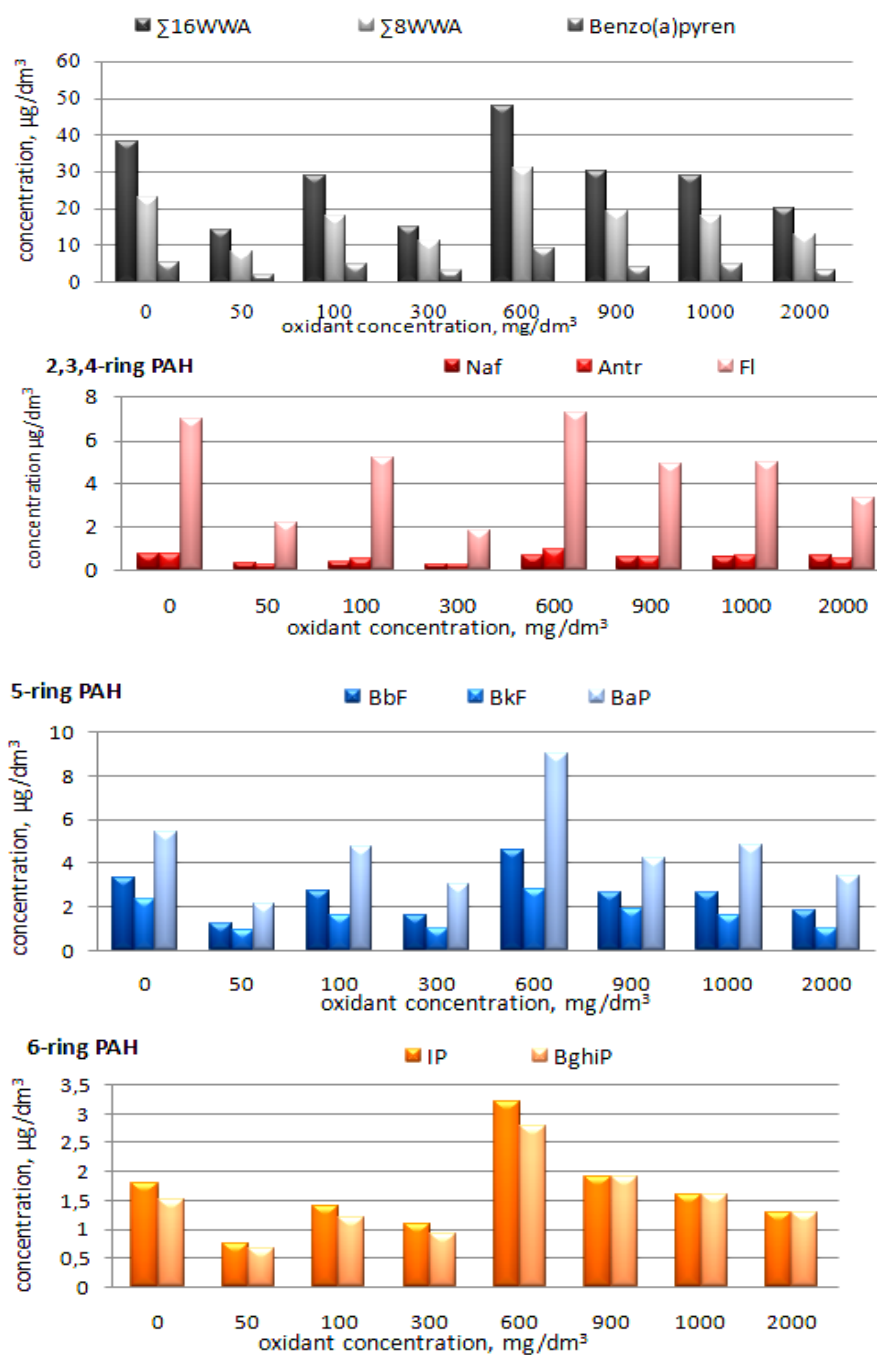 ∑16WWA ∑8WWA Benzo(a)pyren
concentration, µg/dm³
60
50
40
30
20
10
0
0 50 100 300 600 900 1000 2000
oxidant concentration, mg/dm³
2,3,4-ring PAH
Naf Antr Fl
concentration µg/dm³
8
6
4
2
0
0 50 100 300 600 900 1000 2000
oxidant concentration, mg/dm³
5-ring PAH
BbF BkF BaP
concentration, µg/dm³
10
8
6
4
2
0
0 50 100 300 600 900 1000 2000
oxidant concentration, mg/dm³
6-ring PAH
IP BghiP
concentration, µg/dm³
3,5
3
2,5
2
1,5
1
0,5
0
0 50 100 300 600 900 1000 2000
oxidant concentration, mg/dm³